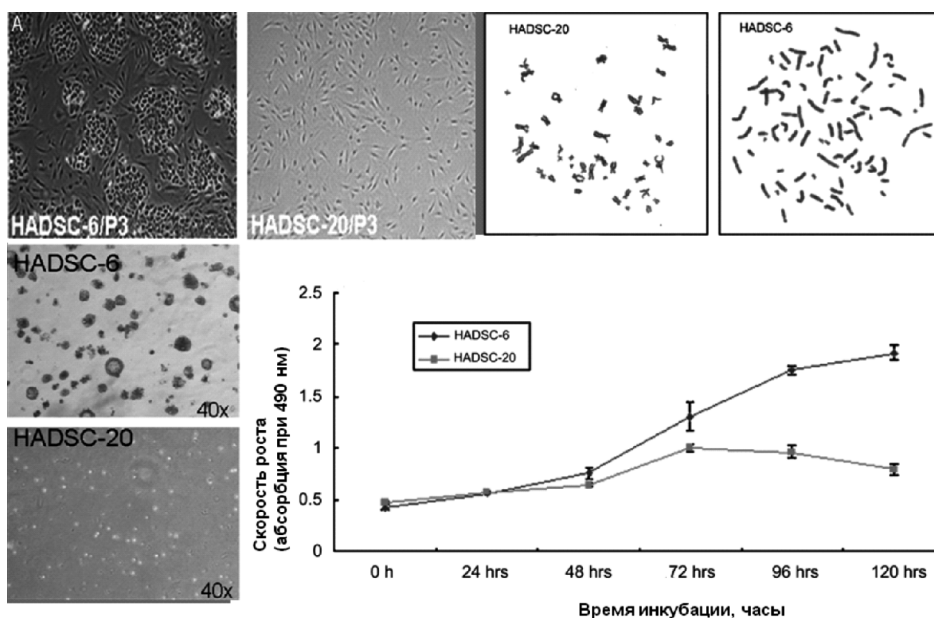 A
HADSC-6/P3
HADSC-20/P3
HADSC-20
HADSC-6
HADSC-6
40x
HADSC-20
40x
Скорость роста
(абсорбция при 490 нм)
2.5
2
1.5
1
0.5
0
HADSC-6
HADSC-20
0 h
24 hrs
48 hrs
72 hrs
96 hrs
120 hrs
Время инкубации, часы